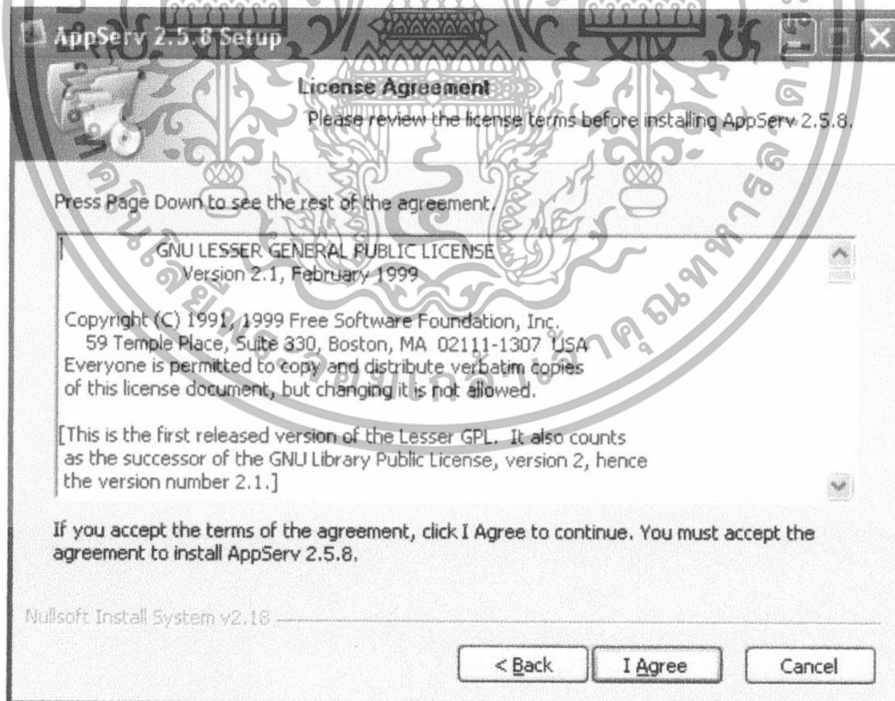 AppServ 2.5.8 Setup
License Agreement
Please review the license terms before installing AppServ 2.5.8.
Press Page Down to see the rest of the agreement.
GNU LESSER GENERAL PUBLIC LICENSE
Version 2.1, February 1999
Copyright (C) 1991, 1999 Free Software Foundation, Inc.
59 Temple Place, Suite 330, Boston, MA 02111-1307 USA
Everyone is permitted to copy and distribute verbatim copies
of this license document, but changing it is not allowed.
[This is the first released version of the Lesser GPL. It also counts
as the successor of the GNU Library Public License, version 2, hence
the version number 2.1.]
If you accept the terms of the agreement, click I Agree to continue. You must accept the
agreement to install AppServ 2.5.8.
Nullsoft Install System v2.18
< Back
I Agree
Cancel